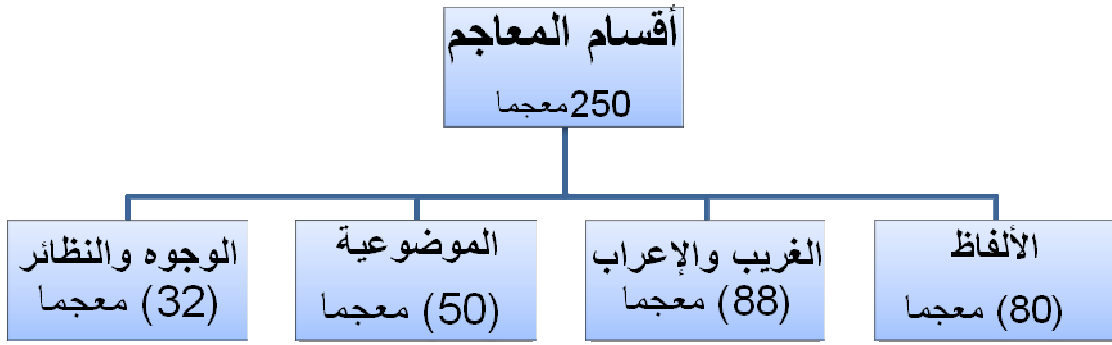 أقسام المعاجم
250معجما
الألفاظ
(80) معجما
الغريب والإعراب
(88) معجما
الموضوعية
(50) معجما
الوجوه والنظائر
(32) معجما